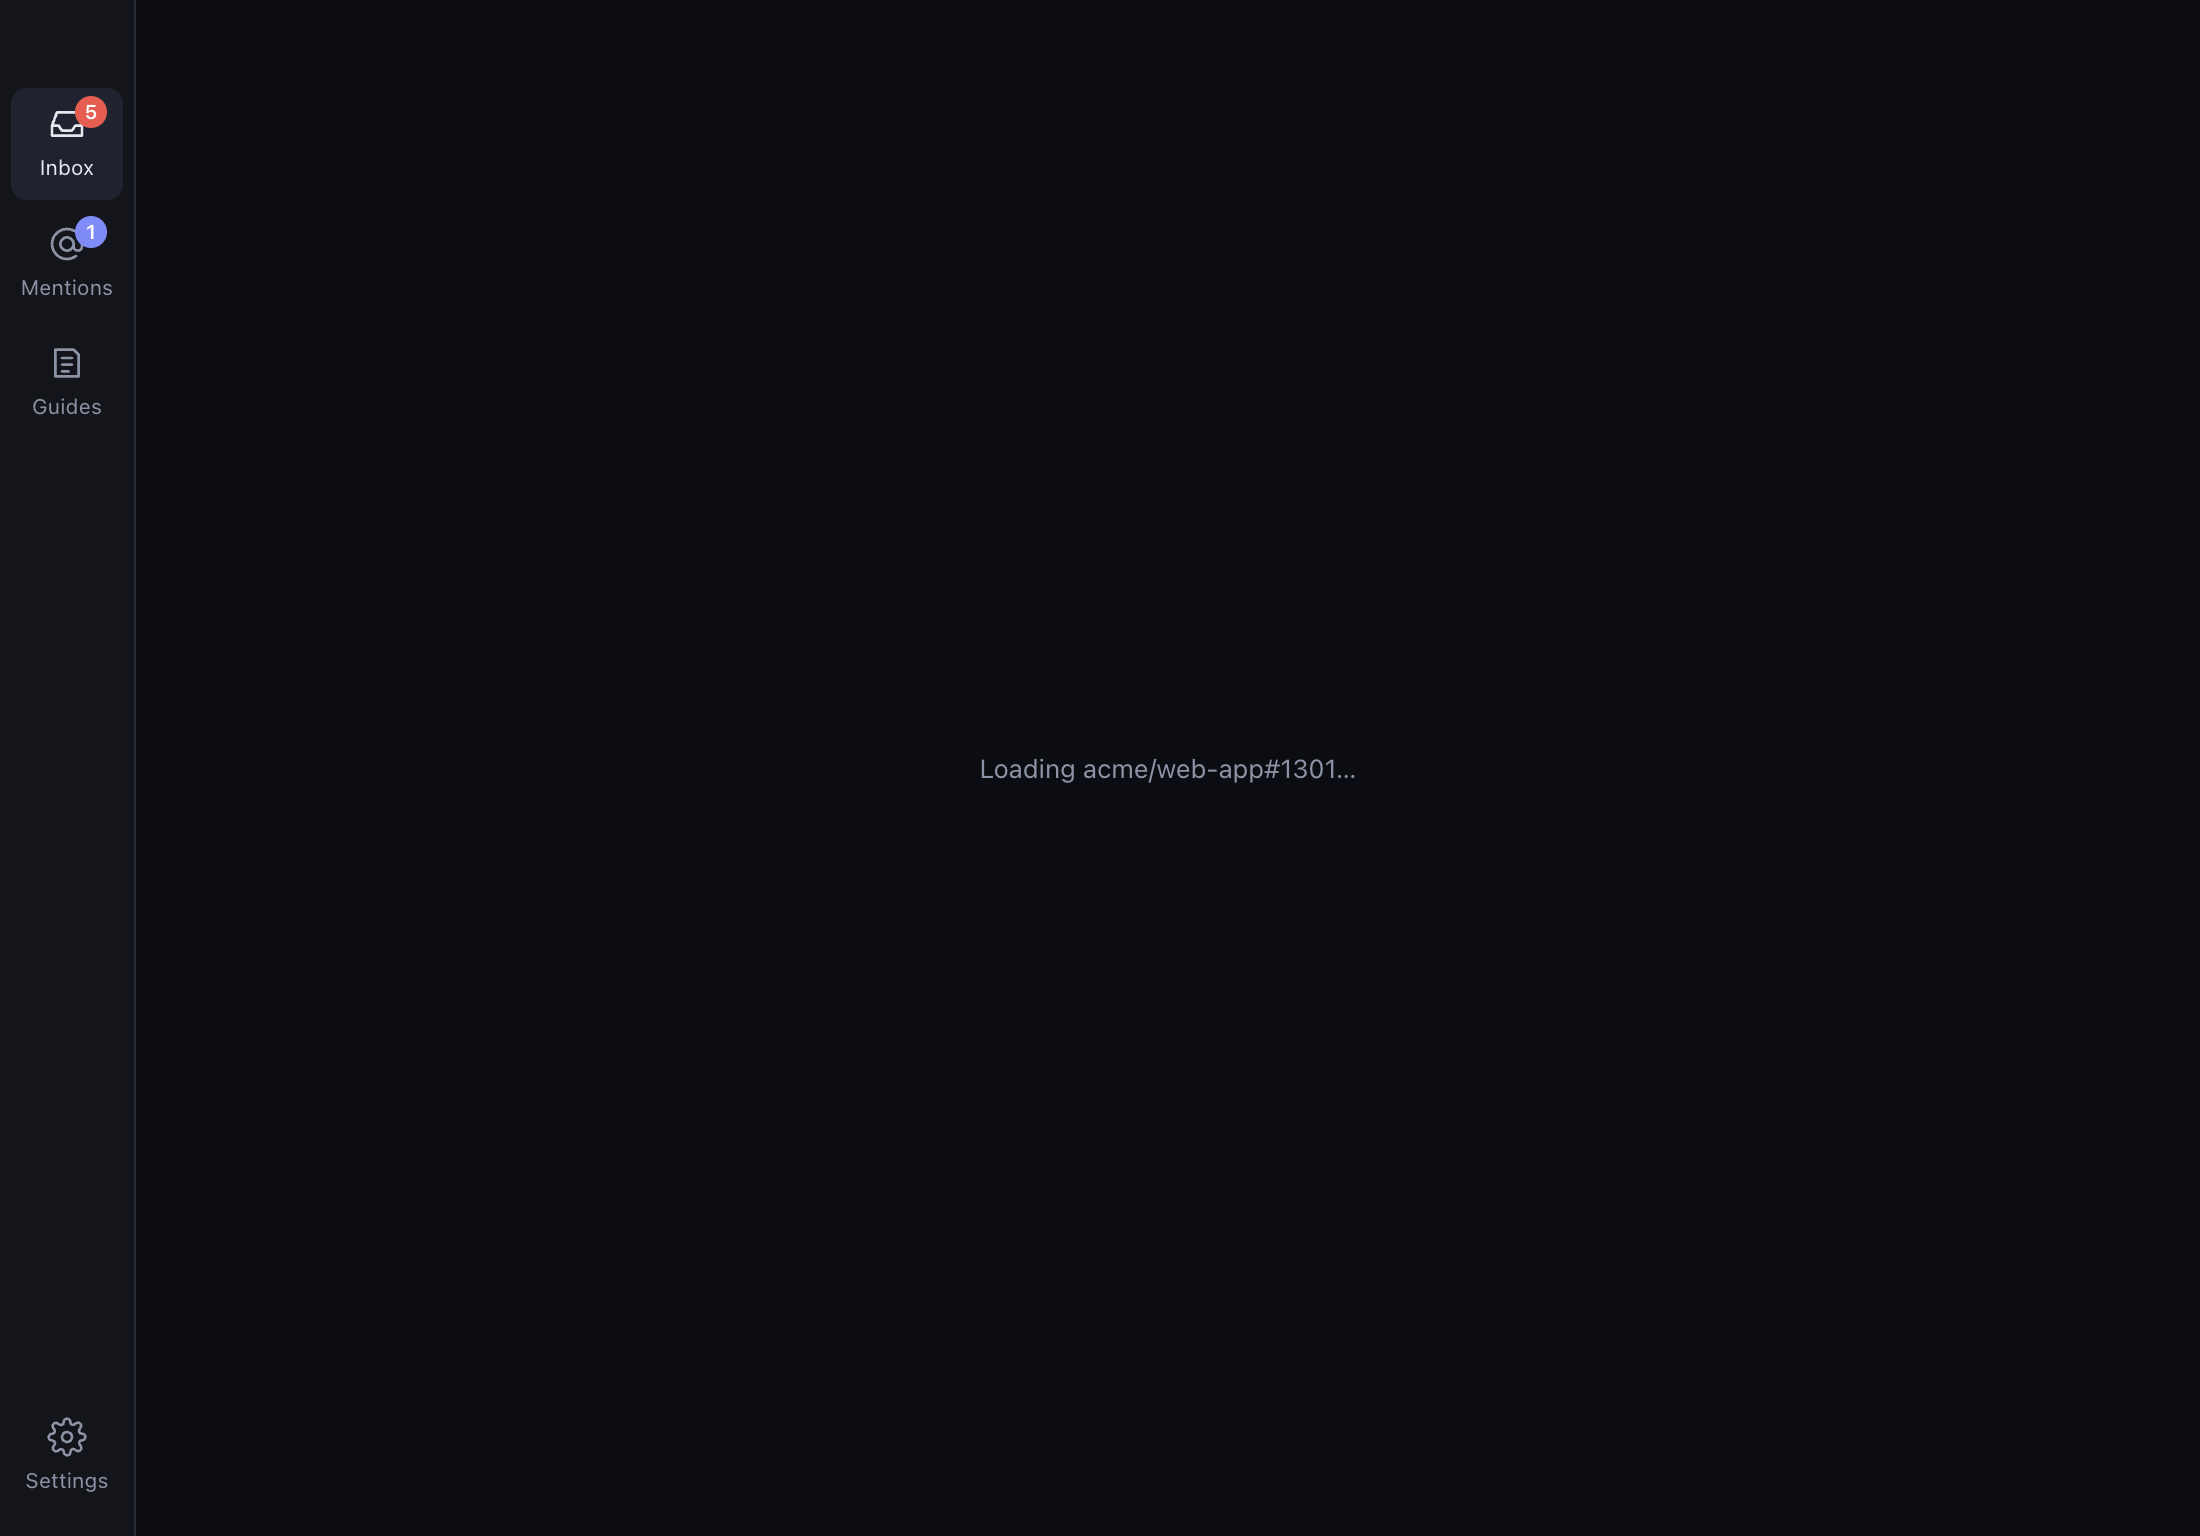 5
Inbox
1
Mentions
Guides
Loading acme/web-app#1301...
Settings